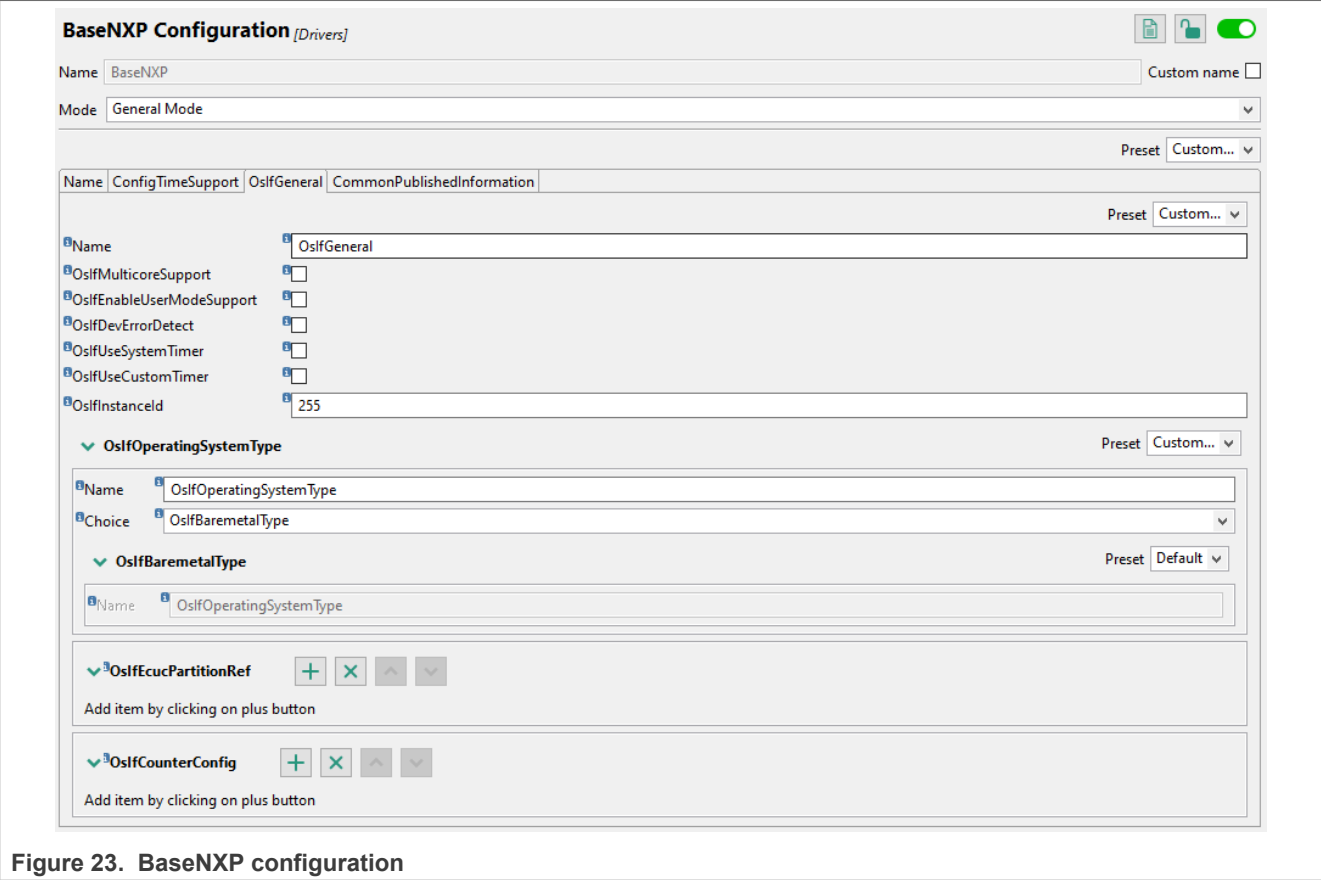 BaseNXP Configuration [Drivers]
Name BaseNXP Custom name
Mode General Mode
Preset Custom...
Name ConfigTimeSupport OsIfGeneral CommonPublishedInformation
Preset Custom...
Name OsIfGeneral
OsIfMulticoreSupport
OsIfEnableUserModeSupport
OsIfDevErrorDetect
OsIfUseSystemTimer
OsIfUseCustomTimer
OsIfInstanceId 255
OsIfOperatingSystemType Preset Custom...
Name OsIfOperatingSystemType
Choice OsIfBaremetalType
OsIfBaremetalType Preset Default
Name OsIfOperatingSystemType
OsIfEcucPartitionRef
Add item by clicking on plus button
OsIfCounterConfig
Add item by clicking on plus button
Figure 23. BaseNXP configuration